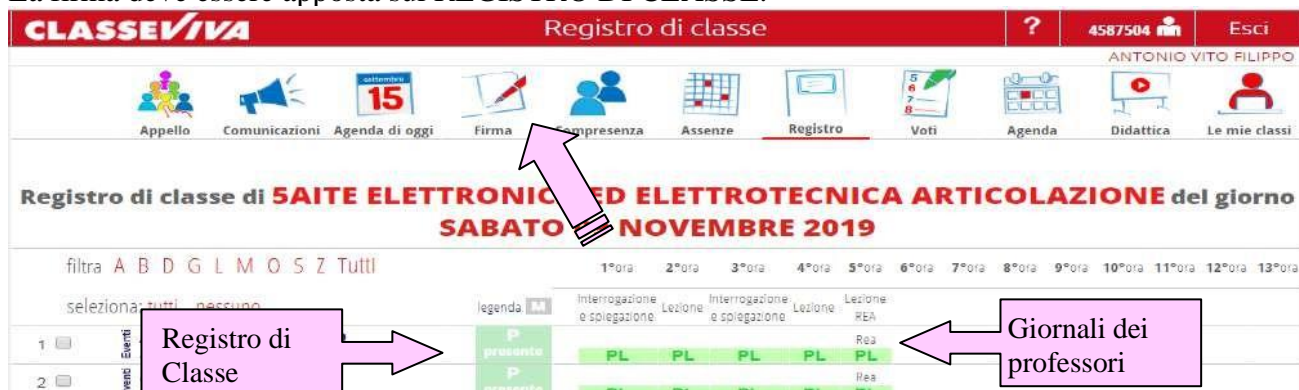 La firma deve essere apposta sul REGISTRO DI CLASSE.
CLASSEVIVA Registro di classe ? 4587504 Esci
ANTONIO VITO FILIPPO
settembre
15
5
6
7
8
Appello Comunicazioni Agenda di oggi Firma Compresenza Assenze Registro Voti Agenda Didattica Le mie classi
Registro di classe di 5AITE ELETTRONIC ED ELETTROTECNICA ARTICOLAZIONE del giorno
SABATO NOVEMBRE 2019
filtra A B D G L M O S Z Tutti 1°ora 2°ora 3°ora 4°ora 5°ora 6°ora 7°ora 8°ora 9°ora 10°ora 11°ora 12°ora 13°ora
seleziona: tutti nessuno legenda M Interrogazione e spiegazione Lezione Interrogazione e spiegazione Lezione Lezione REA
1 Eventi P presente PL PL PL PL Rea PL
Registro di
Classe
Giornali dei
professori
2 P presente Rea